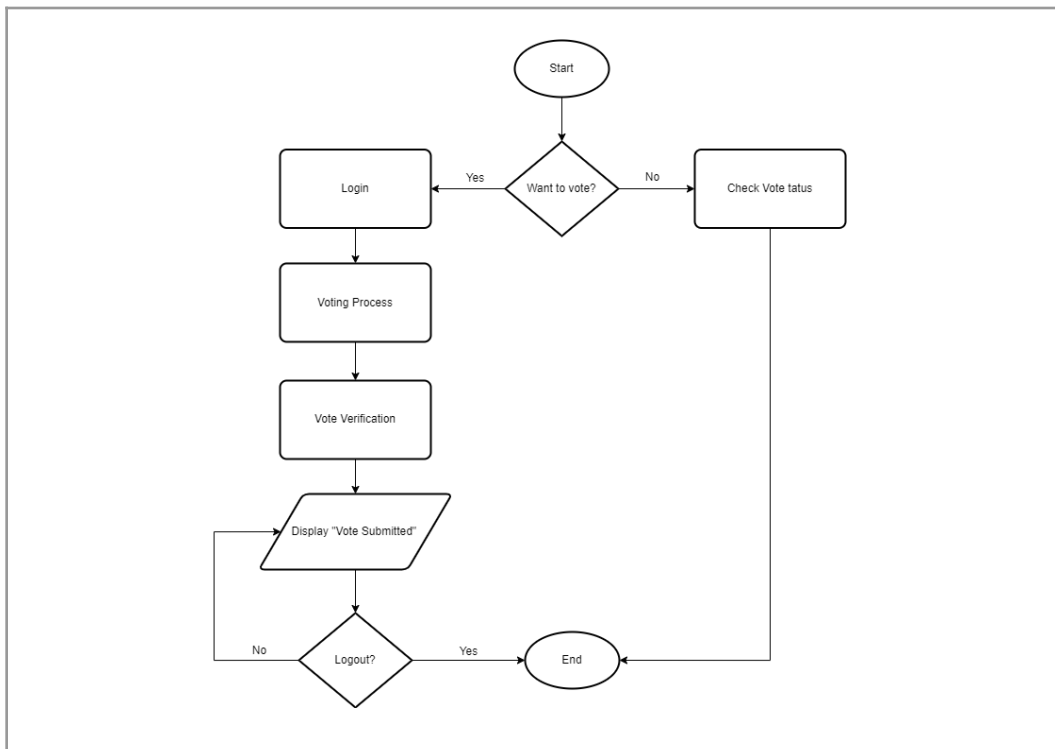 Start
Want to vote?
Yes
No
Login
Check Vote tatus
Voting Process
Vote Verification
Display "Vote Submitted"
Logout?
No
Yes
End